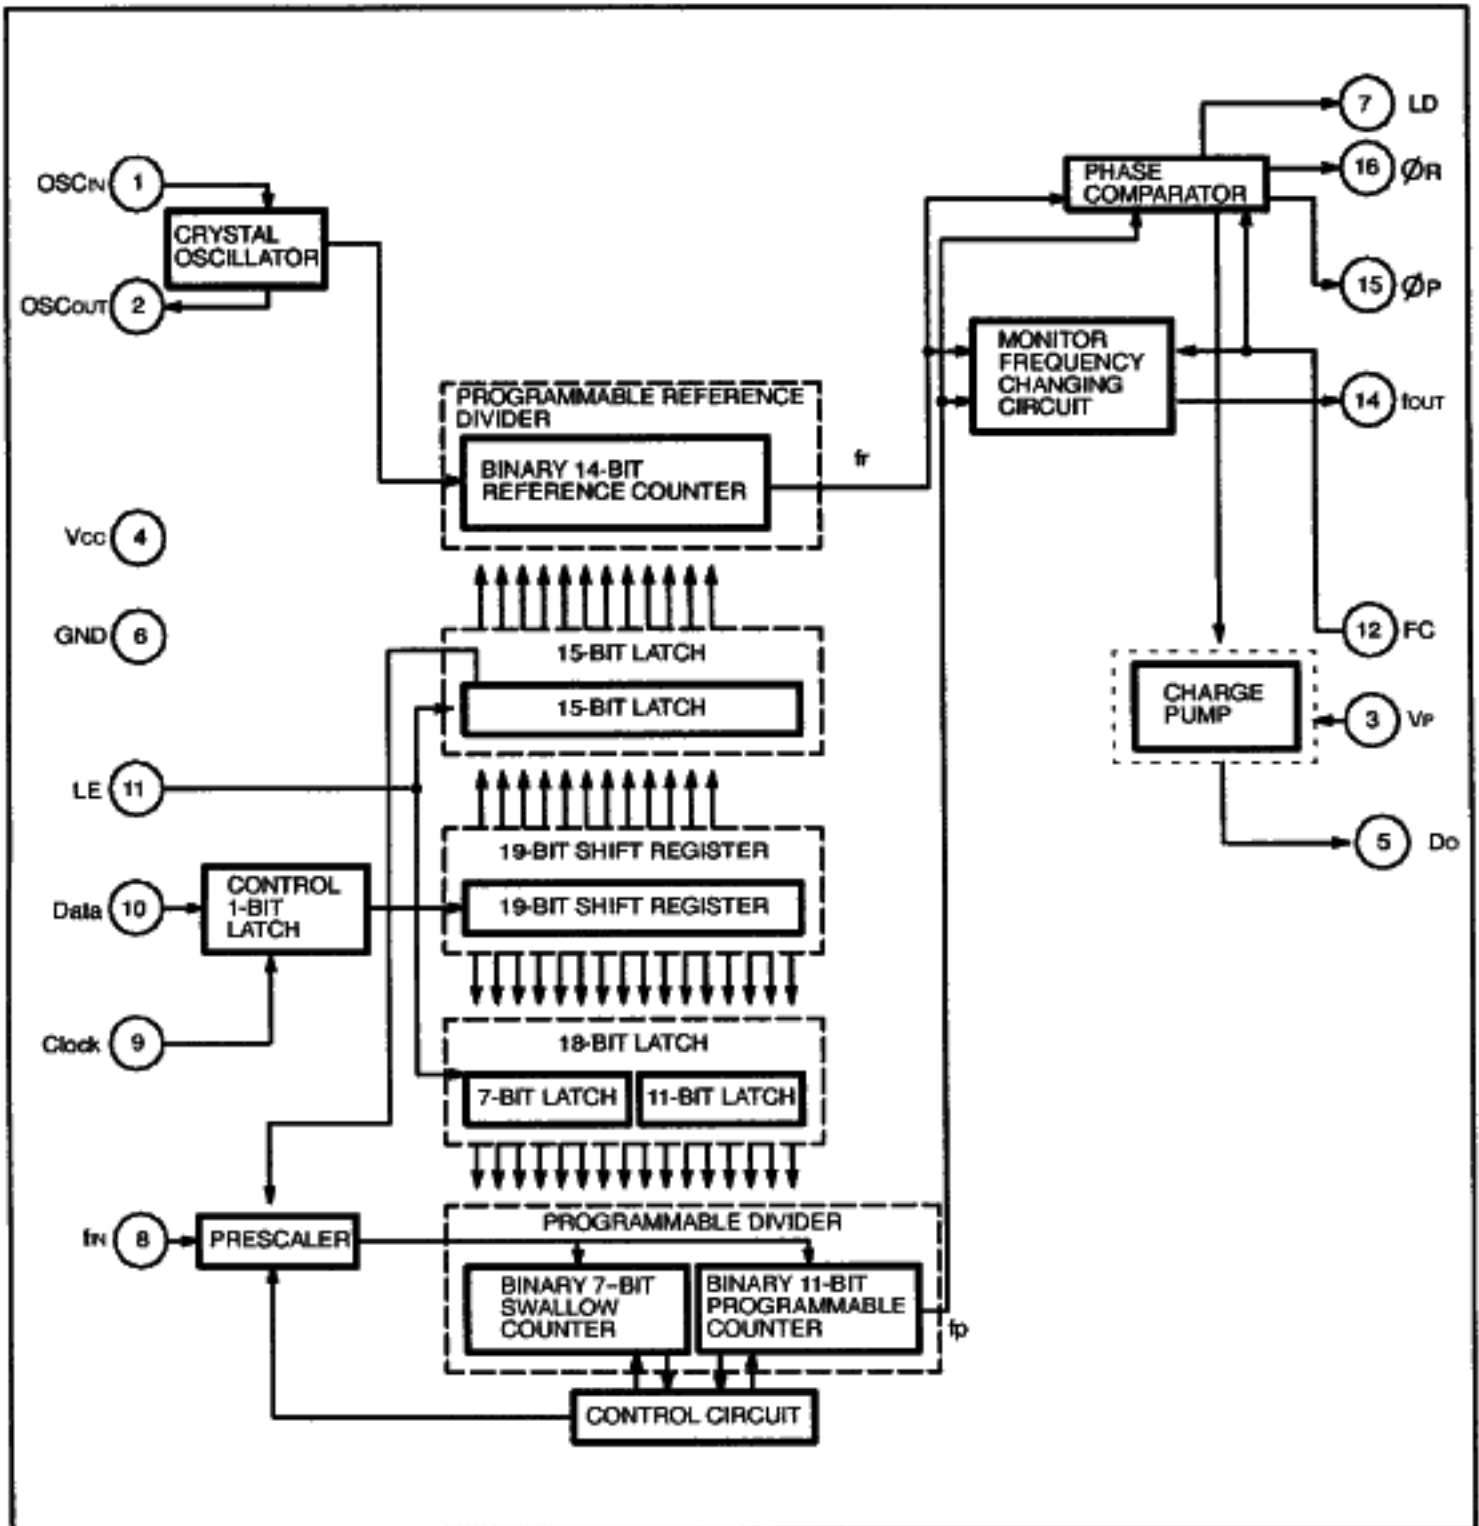 7 LD
16 ØR
PHASE
COMPARATOR
OSCIN 1
CRYSTAL
OSCILLATOR
15 ØP
OSCOUT 2
MONITOR
FREQUENCY
CHANGING
CIRCUIT
14 fOUT
PROGRAMMABLE REFERENCE
DIVIDER
BINARY 14-BIT
REFERENCE COUNTER
fr
Vcc 4
GND 6
12 FC
15-BIT LATCH
15-BIT LATCH
CHARGE
PUMP
3 VP
LE 11
5 Do
19-BIT SHIFT REGISTER
19-BIT SHIFT REGISTER
Data 10
CONTROL
1-BIT
LATCH
Clock 9
18-BIT LATCH
7-BIT LATCH
11-BIT LATCH
fIN 8
PRESCALER
PROGRAMMABLE DIVIDER
BINARY 7-BIT
SWALLOW
COUNTER
BINARY 11-BIT
PROGRAMMABLE
COUNTER
fp
CONTROL CIRCUIT